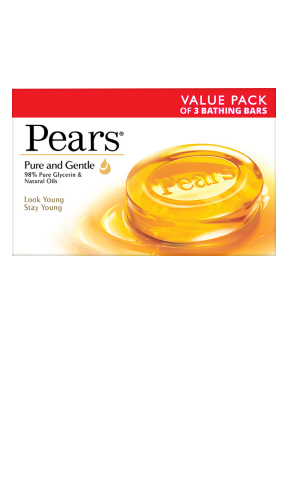 VALUE PACK
OF 3 BATHING BARS
Pears®
Pure and Gentle
98% Pure Glycerin &
Natural Oils
Look Young
Stay Young
Pears